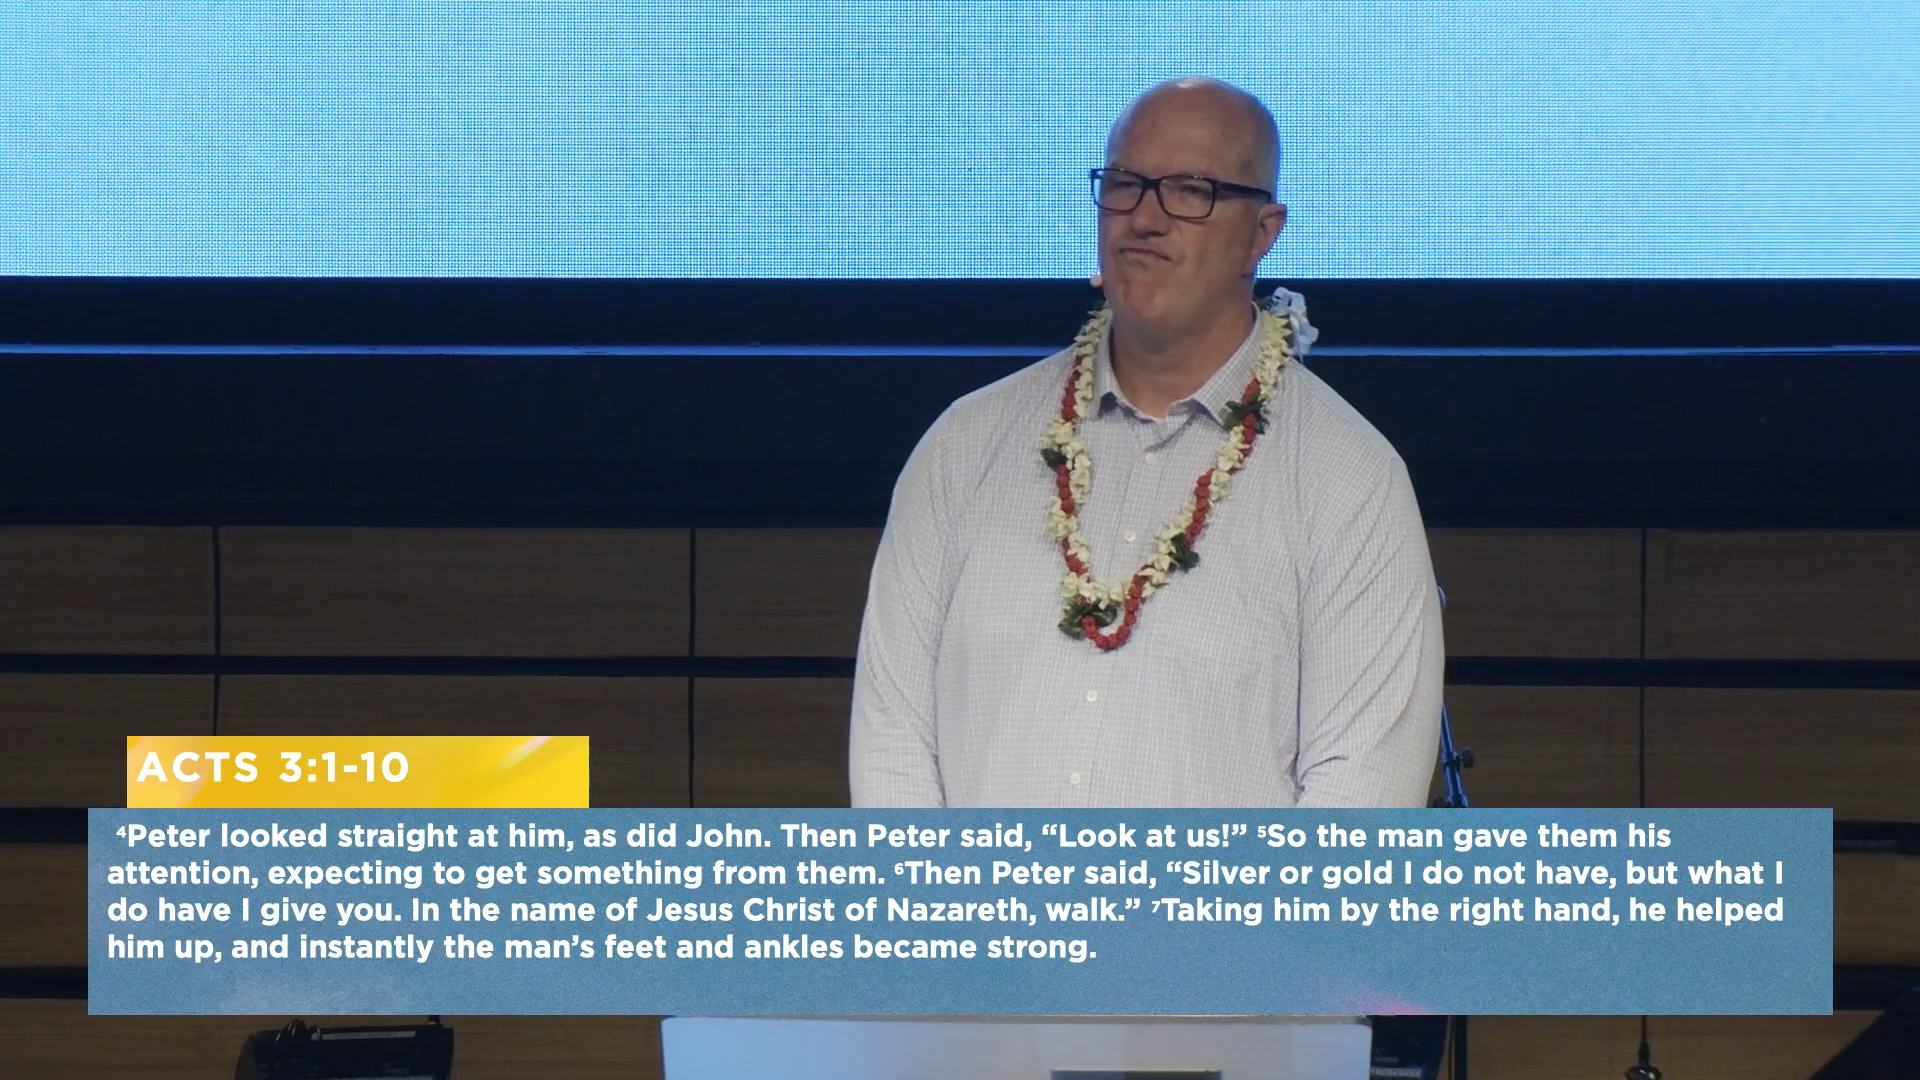 ACTS 3:1-10
⁴Peter looked straight at him, as did John. Then Peter said, “Look at us!” ⁵So the man gave them his
attention, expecting to get something from them. ⁶Then Peter said, “Silver or gold I do not have, but what I
do have I give you. In the name of Jesus Christ of Nazareth, walk.” ⁷Taking him by the right hand, he helped
him up, and instantly the man’s feet and ankles became strong.